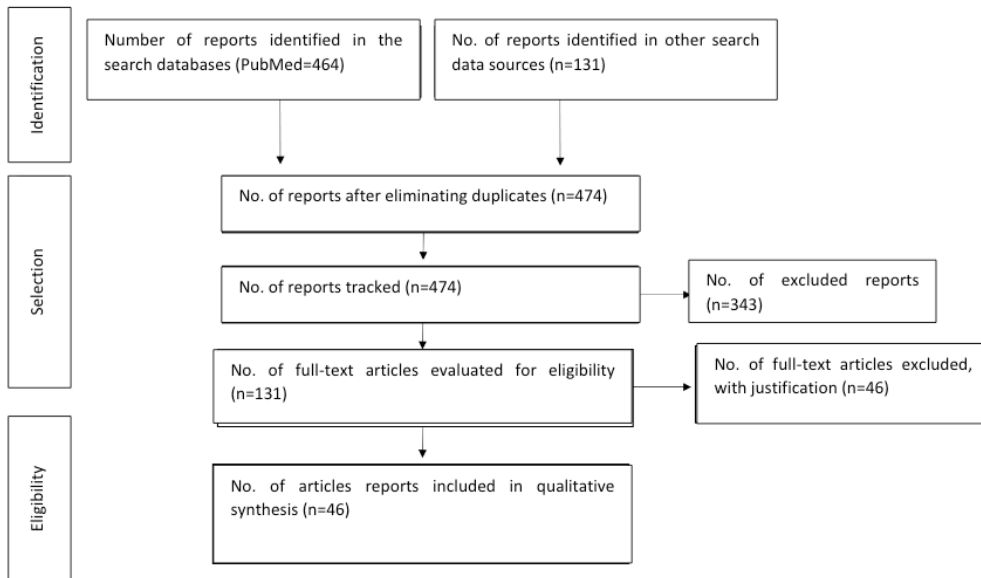 Identification
Number of reports identified in the
search databases (PubMed=464)
No. of reports identified in other search
data sources (n=131)
Selection
No. of reports after eliminating duplicates (n=474)
No. of reports tracked (n=474)
No. of excluded reports
(n=343)
No. of full-text articles evaluated for eligibility
(n=131)
No. of full-text articles excluded,
with justification (n=46)
Eligibility
No. of articles reports included in qualitative
synthesis (n=46)